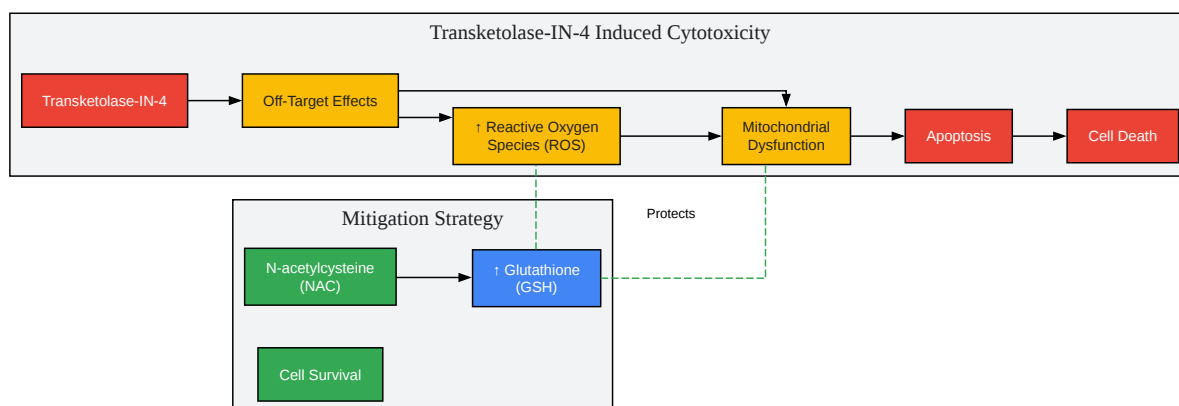 Transketolase-IN-4 Induced Cytotoxicity
Transketolase-IN-4
Off-Target Effects
↑ Reactive Oxygen
Species (ROS)
Mitochondrial
Dysfunction
Apoptosis
Cell Death
Mitigation Strategy
Protects
N-acetylcysteine
(NAC)
↑ Glutathione
(GSH)
Cell Survival